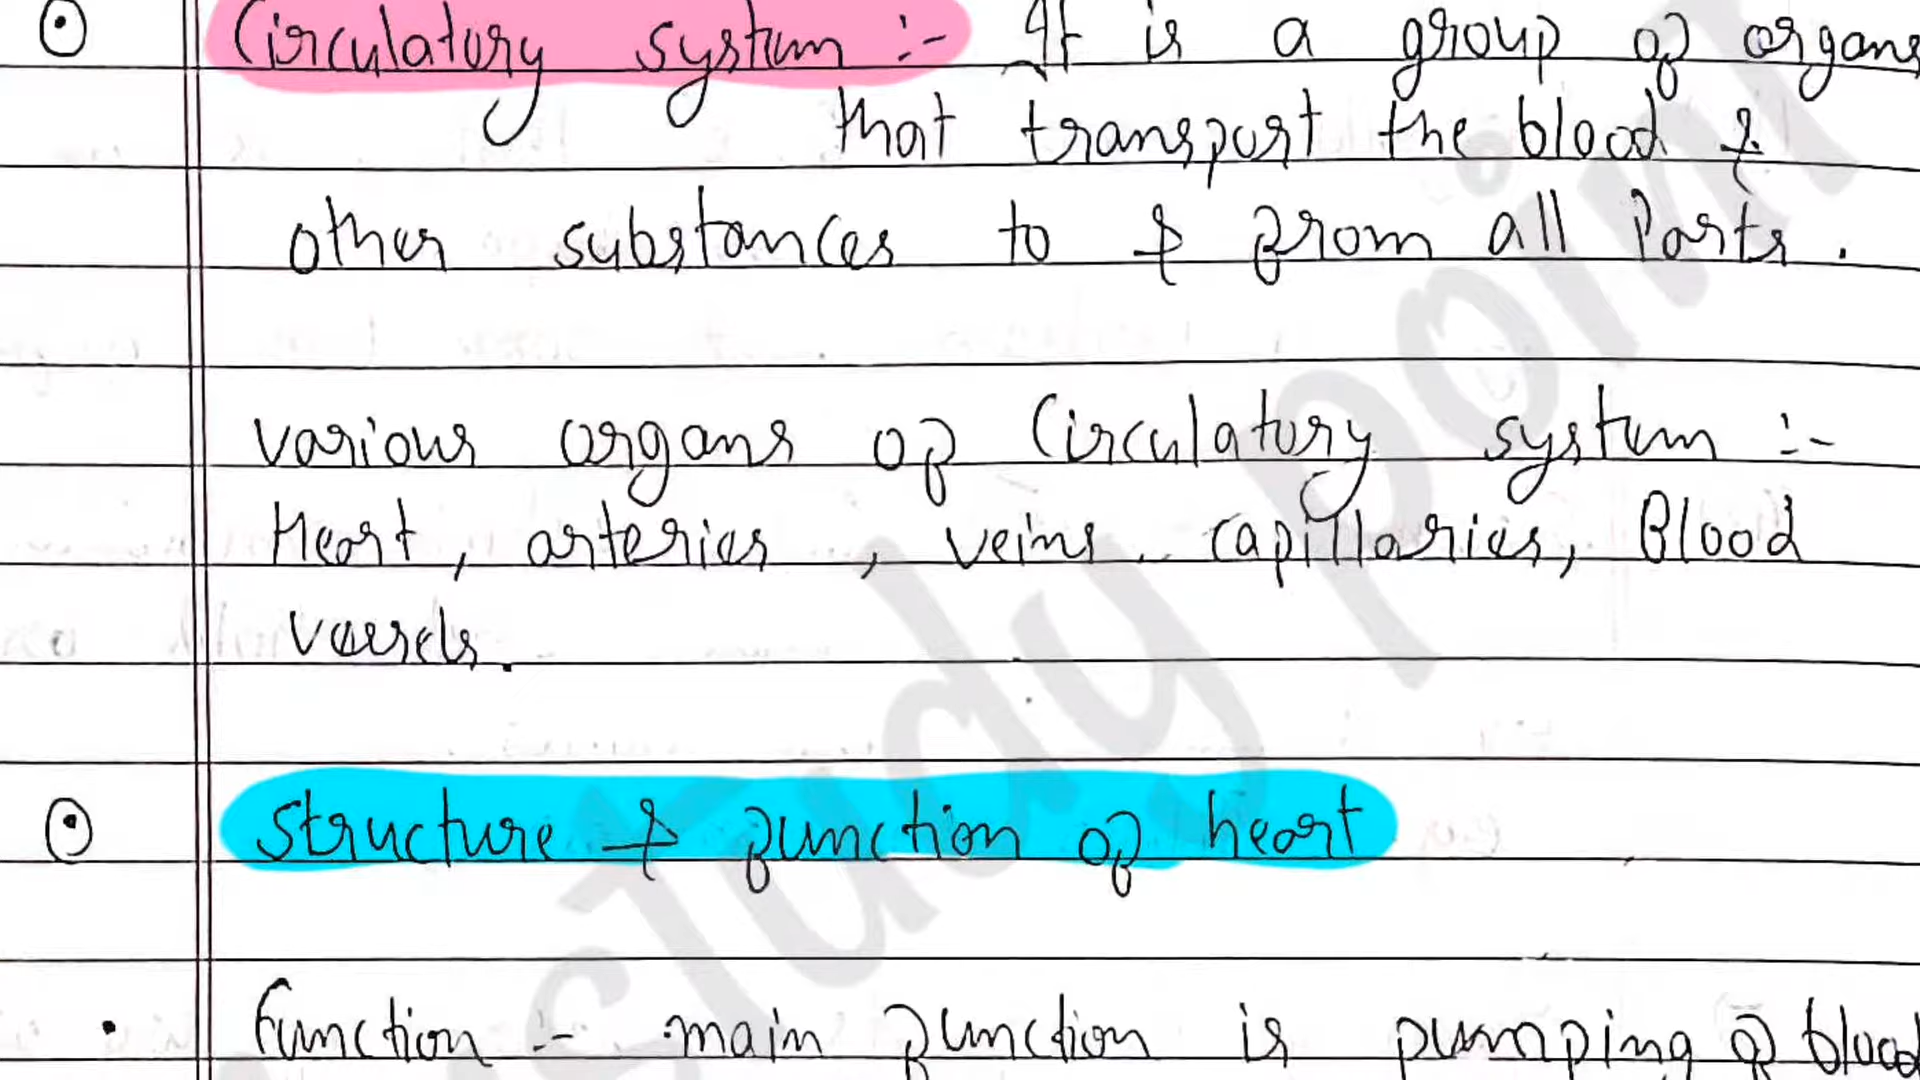 Circulatory system :- It is a group of organs
that transport the blood &
other substances to & from all parts.
various organs of Circulatory system :-
Heart, arteries, veins, capillaries, Blood
vessels.
Structure & function of heart
function :- main function is pumping of blood
study point